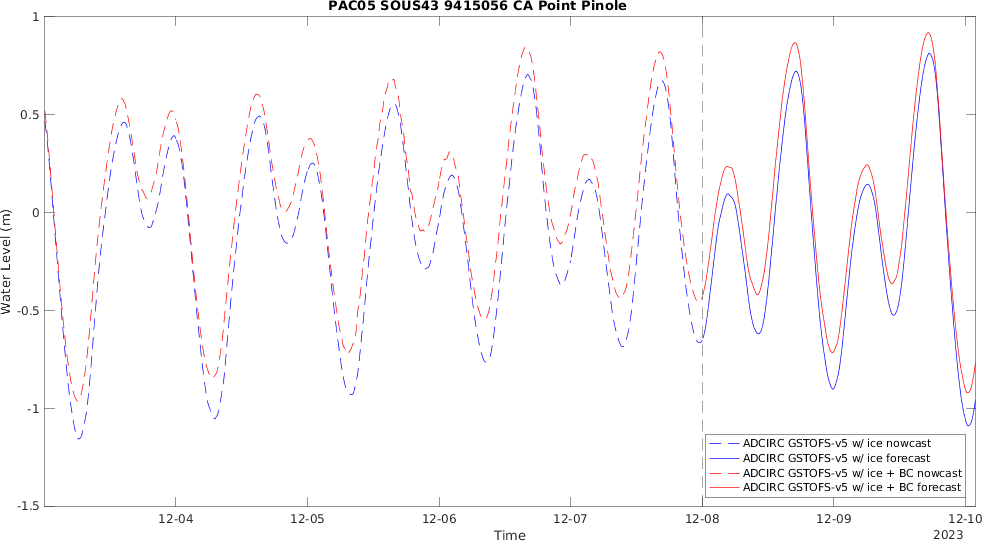 PAC05 SOUS43 9415056 CA Point Pinole
1
0.5
0
-0.5
-1
-1.5
Water Level (m)
12-04
12-05
12-06
12-07
12-08
12-09
12-10
Time
2023
ADCIRC GSTOFS-v5 w/ ice nowcast
ADCIRC GSTOFS-v5 w/ ice forecast
ADCIRC GSTOFS-v5 w/ ice + BC nowcast
ADCIRC GSTOFS-v5 w/ ice + BC forecast